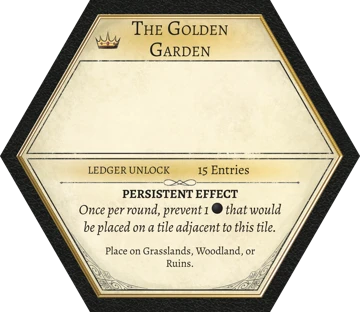 The Golden
Garden
LEDGER UNLOCK 15 Entries
PERSISTENT EFFECT
Once per round, prevent 1 that would
be placed on a tile adjacent to this tile.
Place on Grasslands, Woodland, or
Ruins.